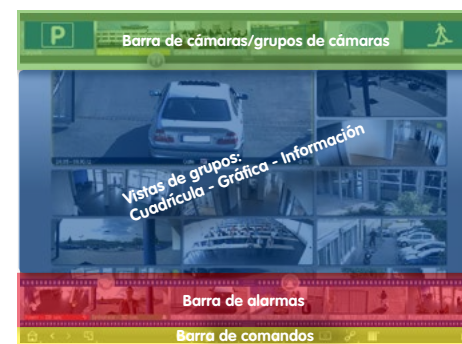 P
Barra de cámaras/grupos de cámaras
Vistas de grupos:
Cuadrícula - Gráfica - Información
Barra de alarmas
Barra de comandos